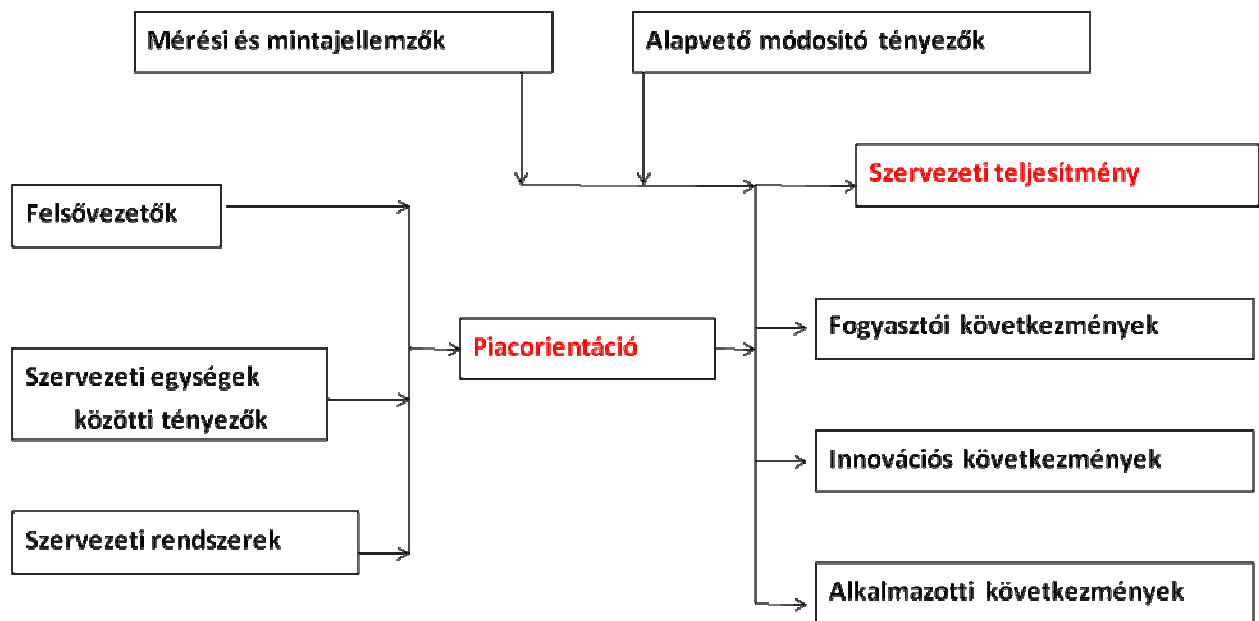 Mérési és mintajellemzők
Alapvető módosító tényezők
Szervezeti teljesítmény
Felsővezetők
Piacorientáció
Fogyasztói következmények
Szervezeti egységek
közötti tényezők
Innovációs következmények
Szervezeti rendszerek
Alkalmazotti következmények